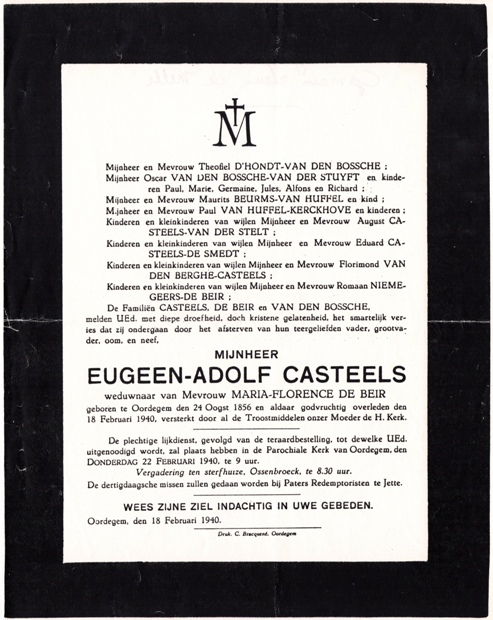 M
Mijnheer en Mevrouw Theofiel D'HONDT-VAN DEN BOSSCHE ;
Mijnheer Oscar VAN DEN BOSSCHE-VAN DER STUYFT en kinde-
ren Paul, Marie, Germaine, Jules, Alfons en Richard ;
Mijnheer en Mevrouw Maurits BEURMS-VAN HUFFEL en kind ;
Mijnheer en Mevrouw Paul VAN HUFFEL-KERCKHOVE en kinderen ;
Kinderen en kleinkinderen van wijlen Mijnheer en Mevrouw August CA-
STEELS-VAN DER STELT ;
Kinderen en kleinkinderen van wijlen Mijnheer en Mevrouw Eduard CA-
STEELS-DE SMEDT ;
Kinderen en kleinkinderen van wijlen Mijnheer en Mevrouw Florimond VAN
DEN BERGHE-CASTEELS ;
Kinderen en kleinkinderen van wijlen Mijnheer en Mevrouw Romaan NIEME-
GEERS-DE BEIR ;
De Familiën CASTEELS, DE BEIR en VAN DEN BOSSCHE,
melden UEd. met diepe droefheid, doch kristene gelatenheid, het smartelijk ver-
ies dat zij ondergaan door het afsterven van hun teergeliefden vader, grootva-
der, oom, en neef,
MIJNHEER
EUGEEN-ADOLF CASTEELS
weduwnaar van Mevrouw MARIA-FLORENCE DE BEIR
geboren te Oordegem den 24 Oogst 1856 en aldaar godvruchtig overleden den
18 Februari 1940, versterkt door al de Troostmiddelen onzer Moeder de H. Kerk.
De plechtige lijkdienst, gevolgd van de teraardbestelling, tot dewelke UEd.
uitgenoodigd wordt, zal plaats hebben in de Parochiale Kerk van Oordegem, den
DONDERDAG 22 FEBRUARI 1940, te 9 uur.
Vergadering ten sterfhuize, Ossenbroeck, te 8.30 uur.
De dertigdaagsche missen zullen gedaan worden bij Paters Redemptoristen te Jette.
WEES ZIJNE ZIEL INDACHTIG IN UWE GEBEDEN.
Oordegem, den 18 Februari 1940.
Druk. C. Bracquené, Oordegem